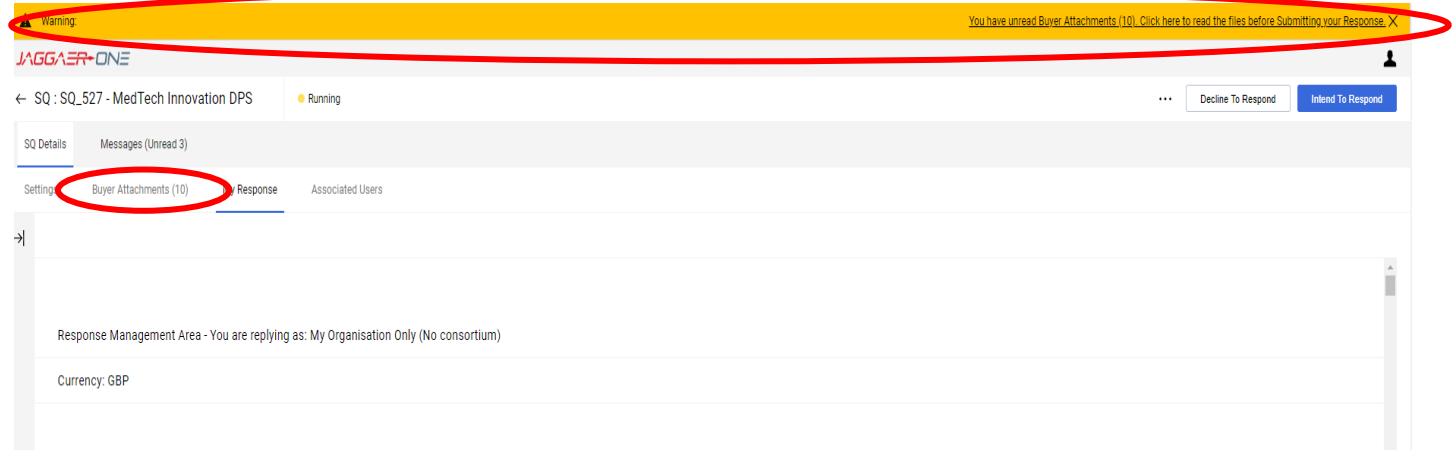 Warning: You have unread Buyer Attachments (10). Click here to read the files before Submitting your Response. X
JAGGAER ONE
← SQ : SQ_527 - MedTech Innovation DPS Running ... Decline To Respond Intend To Respond
SQ Details Messages (Unread 3)
Settings Buyer Attachments (10) Response Associated Users
Response Management Area - You are replying as: My Organisation Only (No consortium)
Currency: GBP